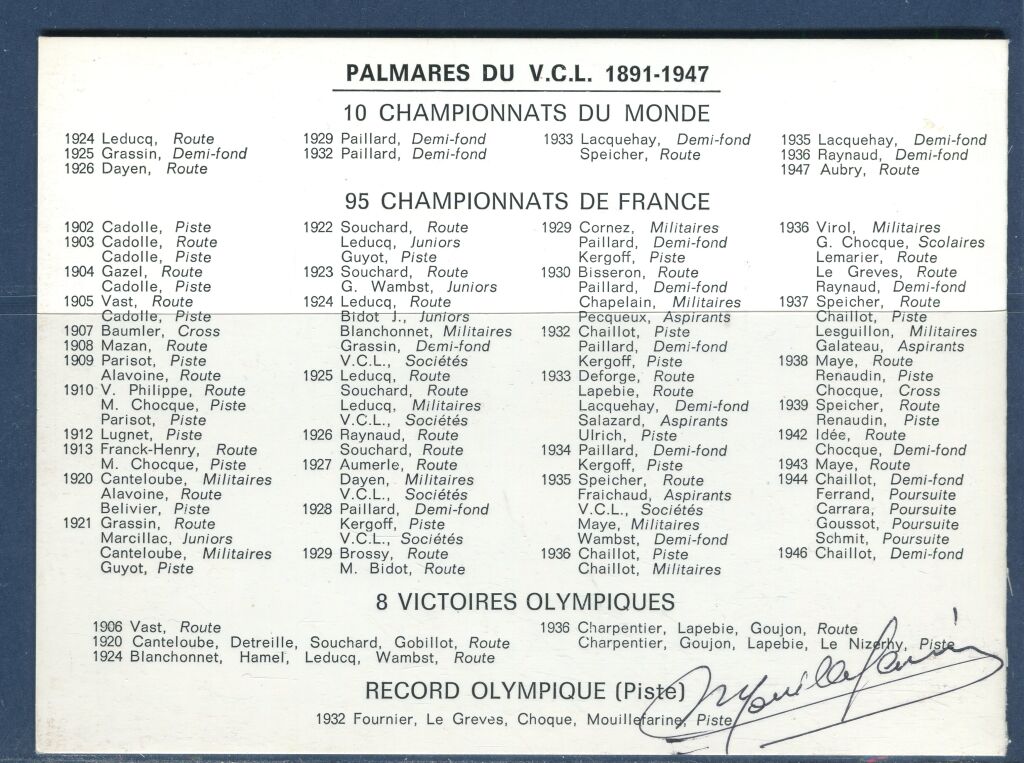 PALMARES DU V.C.L. 1891-1947
10 CHAMPIONNATS DU MONDE
1924 Leducq, Route
1925 Grassin, Demi-fond
1926 Dayen, Route
1929 Paillard, Demi-fond
1932 Paillard, Demi-fond
1933 Lacquehay, Demi-fond
Speicher, Route
1935 Lacquehay, Demi-fond
1936 Raynaud, Demi-fond
1947 Aubry, Route
95 CHAMPIONNATS DE FRANCE
1902 Cadolle, Piste
1903 Cadolle, Route
Cadolle, Piste
1904 Gazel, Route
Cadolle, Piste
1905 Vast, Route
Cadolle, Piste
1907 Baumler, Cross
1908 Mazan, Route
1909 Parisot, Piste
Alavoine, Route
1910 V. Philippe, Route
M. Chocque, Piste
Parisot, Piste
1912 Lugnet, Piste
1913 Franck-Henry, Route
M. Chocque, Piste
1920 Canteloube, Militaires
Alavoine, Route
Belivier, Piste
1921 Grassin, Route
Marcillac, Juniors
Canteloube, Militaires
Guyot, Piste
1922 Souchard, Route
Leducq, Juniors
Guyot, Piste
1923 Souchard, Route
G. Wambst, Juniors
1924 Leducq, Route
Bidot J., Juniors
Blanchonnet, Militaires
Grassin, Demi-fond
V.C.L., Sociétés
1925 Leducq, Route
Souchard, Route
Leducq, Militaires
V.C.L., Sociétés
1926 Raynaud, Route
Souchard, Route
1927 Aumerle, Route
Dayen, Militaires
V.C.L., Sociétés
1928 Paillard, Demi-fond
Kergoff, Piste
V.C.L., Sociétés
1929 Brossy, Route
M. Bidot, Route
1929 Cornez, Militaires
Paillard, Demi-fond
Kergoff, Piste
1930 Bisseron, Route
Paillard, Demi-fond
Chapelain, Militaires
Pecqueux, Aspirants
1932 Chaillot, Piste
Paillard, Demi-fond
Kergoff, Piste
1933 Deforge, Route
Lapebie, Route
Lacquehay, Demi-fond
Salazard, Aspirants
Ulrich, Piste
1934 Paillard, Demi-fond
Kergoff, Piste
1935 Speicher, Route
Fraichaud, Aspirants
V.C.L., Sociétés
Maye, Militaires
Wambst, Demi-fond
1936 Chaillot, Piste
Chaillot, Militaires
1936 Virol, Militaires
G. Chocque, Scolaires
Lemarier, Route
Le Greves, Route
Raynaud, Demi-fond
1937 Speicher, Route
Chaillot, Piste
Lesguillon, Militaires
Galateau, Aspirants
1938 Maye, Route
Renaudin, Piste
Chocque, Cross
1939 Speicher, Route
Renaudin, Piste
1942 Idée, Route
Chocque, Demi-fond
1943 Maye, Route
1944 Chaillot, Demi-fond
Ferrand, Poursuite
Carrara, Poursuite
Goussot, Poursuite
Schmit, Poursuite
1946 Chaillot, Demi-fond
8 VICTOIRES OLYMPIQUES
1906 Vast, Route
1920 Canteloube, Detreille, Souchard, Gobillot, Route
1924 Blanchonnet, Hamel, Leducq, Wambst, Route
1936 Charpentier, Lapebie, Goujon, Route
Charpentier, Goujon, Lapebie, Le Nizerhy, Piste
RECORD OLYMPIQUE (Piste)
1932 Fournier, Le Greves, Choque, Mouillefarine, Piste
Mouillefarine